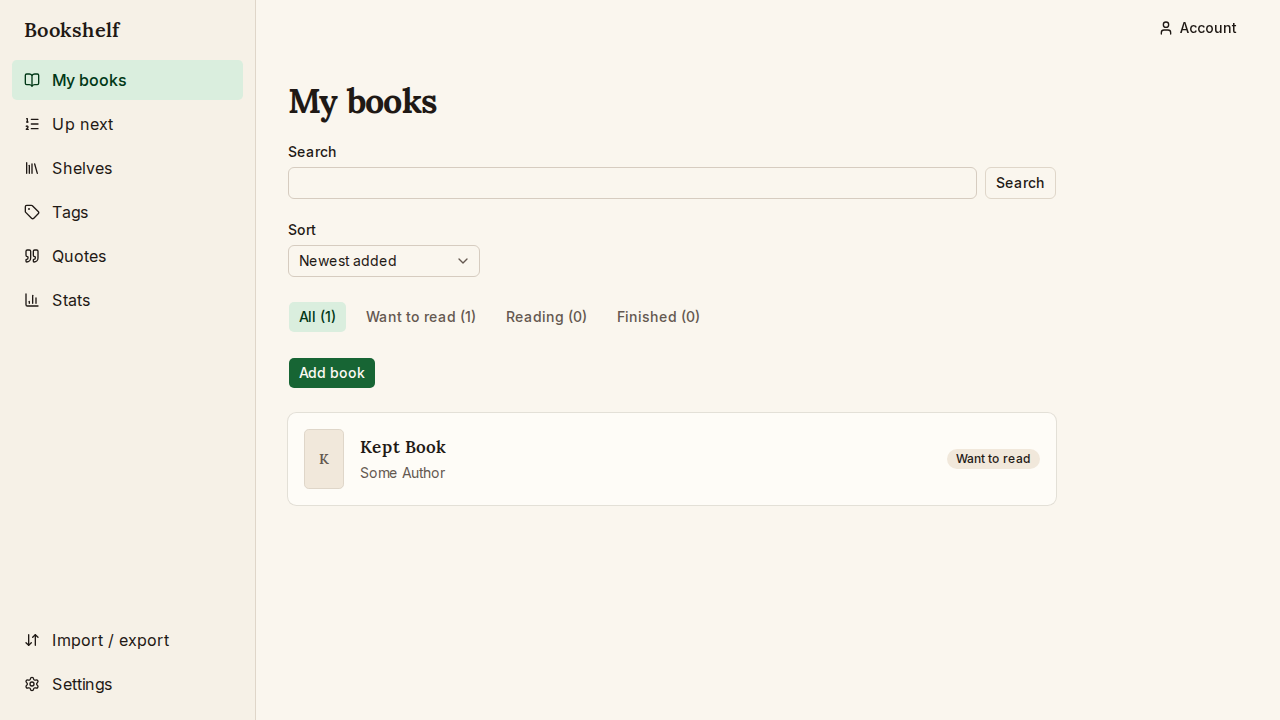 Bookshelf
My books
Up next
Shelves
Tags
Quotes
Stats
Import / export
Settings
Account
My books
Search
Search
Sort
Newest added
All (1) Want to read (1) Reading (0) Finished (0)
Add book
K
Kept Book
Some Author
Want to read